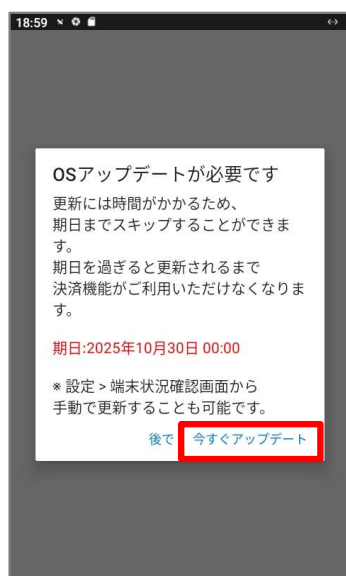 18:59
OSアップデートが必要です
更新には時間がかかるため、
期日までスキップすることができま
す。
期日を過ぎると更新されるまで
決済機能がご利用いただけなくなりま
す。
期日:2025年10月30日 00:00
* 設定 > 端末状況確認画面から
手動で更新することも可能です。
後で 今すぐアップデート